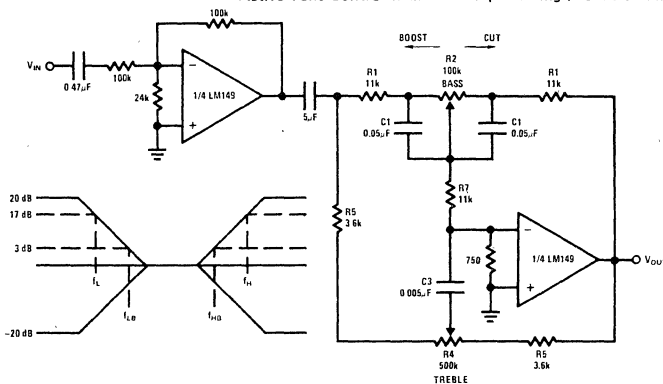 BOOST
CUT
R2
100k
BASS
100k
VIN
0 47μF
100k
24k
1/4 LM149
5μF
R1
11k
R1
11k
C1
0.05μF
C1
0.05μF
R7
11k
R5
3 6k
750
1/4 LM149
VOUT
C3
0 005μF
R4
500k
TREBLE
R5
3.6k
20 dB
17 dB
3 dB
-20 dB
fL
fLB
fHB
fH